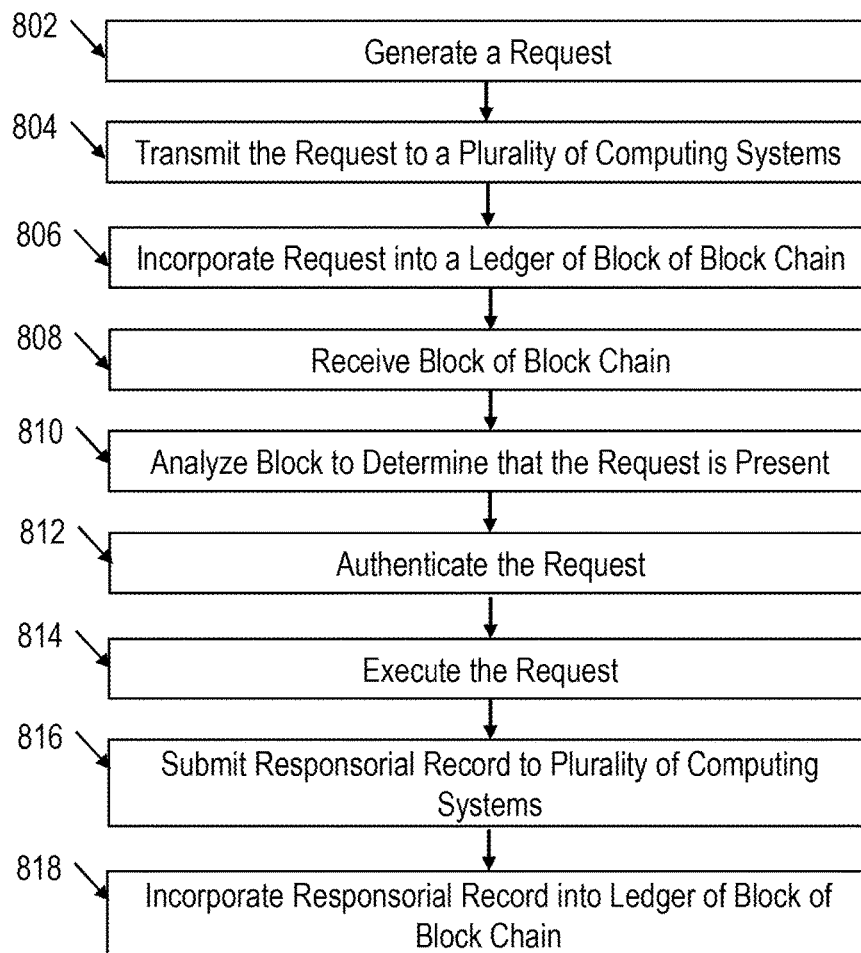 802
Generate a Request
804
Transmit the Request to a Plurality of Computing Systems
806
Incorporate Request into a Ledger of Block of Block Chain
808
Receive Block of Block Chain
810
Analyze Block to Determine that the Request is Present
812
Authenticate the Request
814
Execute the Request
816
Submit Responsorial Record to Plurality of Computing
Systems
818
Incorporate Responsorial Record into Ledger of Block of
Block Chain